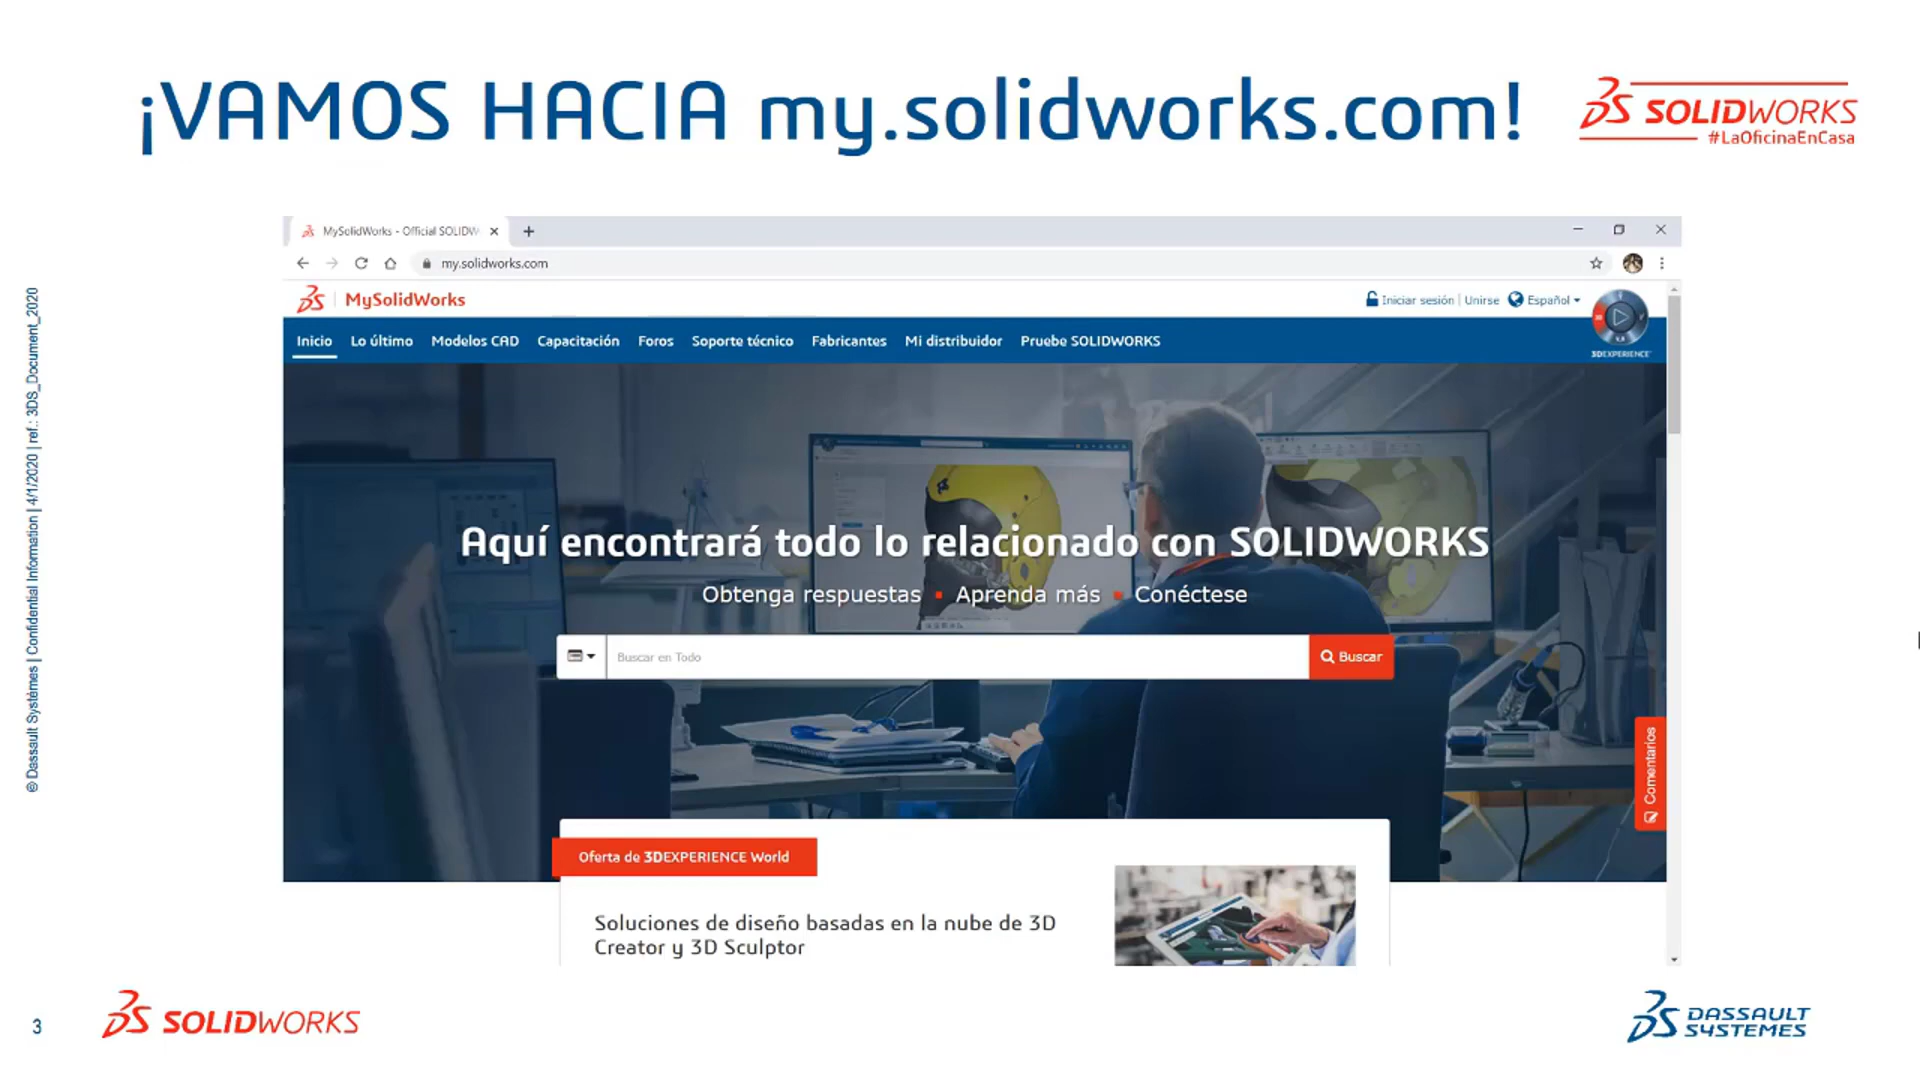 ¡VAMOS HACIA my.solidworks.com!
SOLIDWORKS
#LaOficinaEnCasa
MySolidWorks - Official SOLIDW
my.solidworks.com
MySolidWorks
Iniciar sesión | Unirse Español
Inicio Lo último Modelos CAD Capacitación Foros Soporte técnico Fabricantes Mi distribuidor Pruebe SOLIDWORKS
3DEXPERIENCE
Aquí encontrará todo lo relacionado con SOLIDWORKS
Obtenga respuestas ▪ Aprenda más ▪ Conéctese
Buscar en Todo
Buscar
Comentarios
Oferta de 3DEXPERIENCE World
Soluciones de diseño basadas en la nube de 3D
Creator y 3D Sculptor
© Dassault Systèmes | Confidential Information | 4/1/2020 | ref.: 3DS_Document_2020
3
SOLIDWORKS
DASSAULT
SYSTEMES